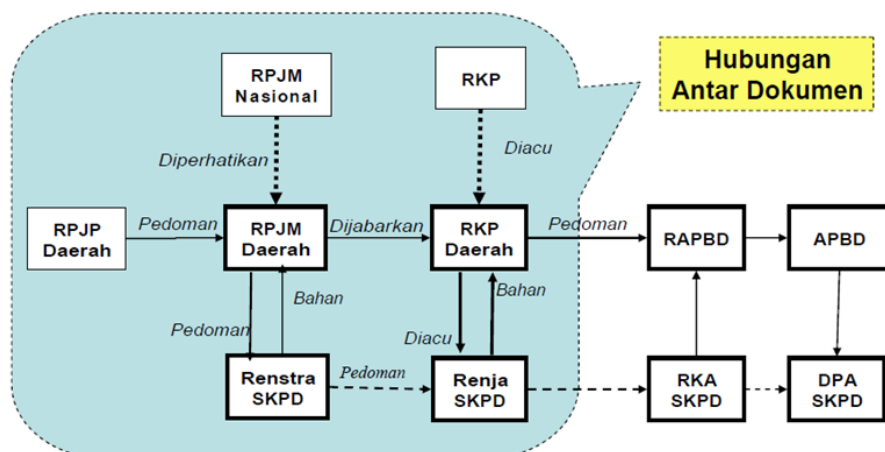 Hubungan
Antar Dokumen
RPJM
Nasional
RKP
Diperhatikan
Diacu
RPJP
Daerah
Pedoman
RPJM
Daerah
Dijabarkan
RKP
Daerah
Pedoman
RAPBD
APBD
Pedoman
Bahan
Diacu
Bahan
Renstra
SKPD
Pedoman
Renja
SKPD
RKA
SKPD
DPA
SKPD